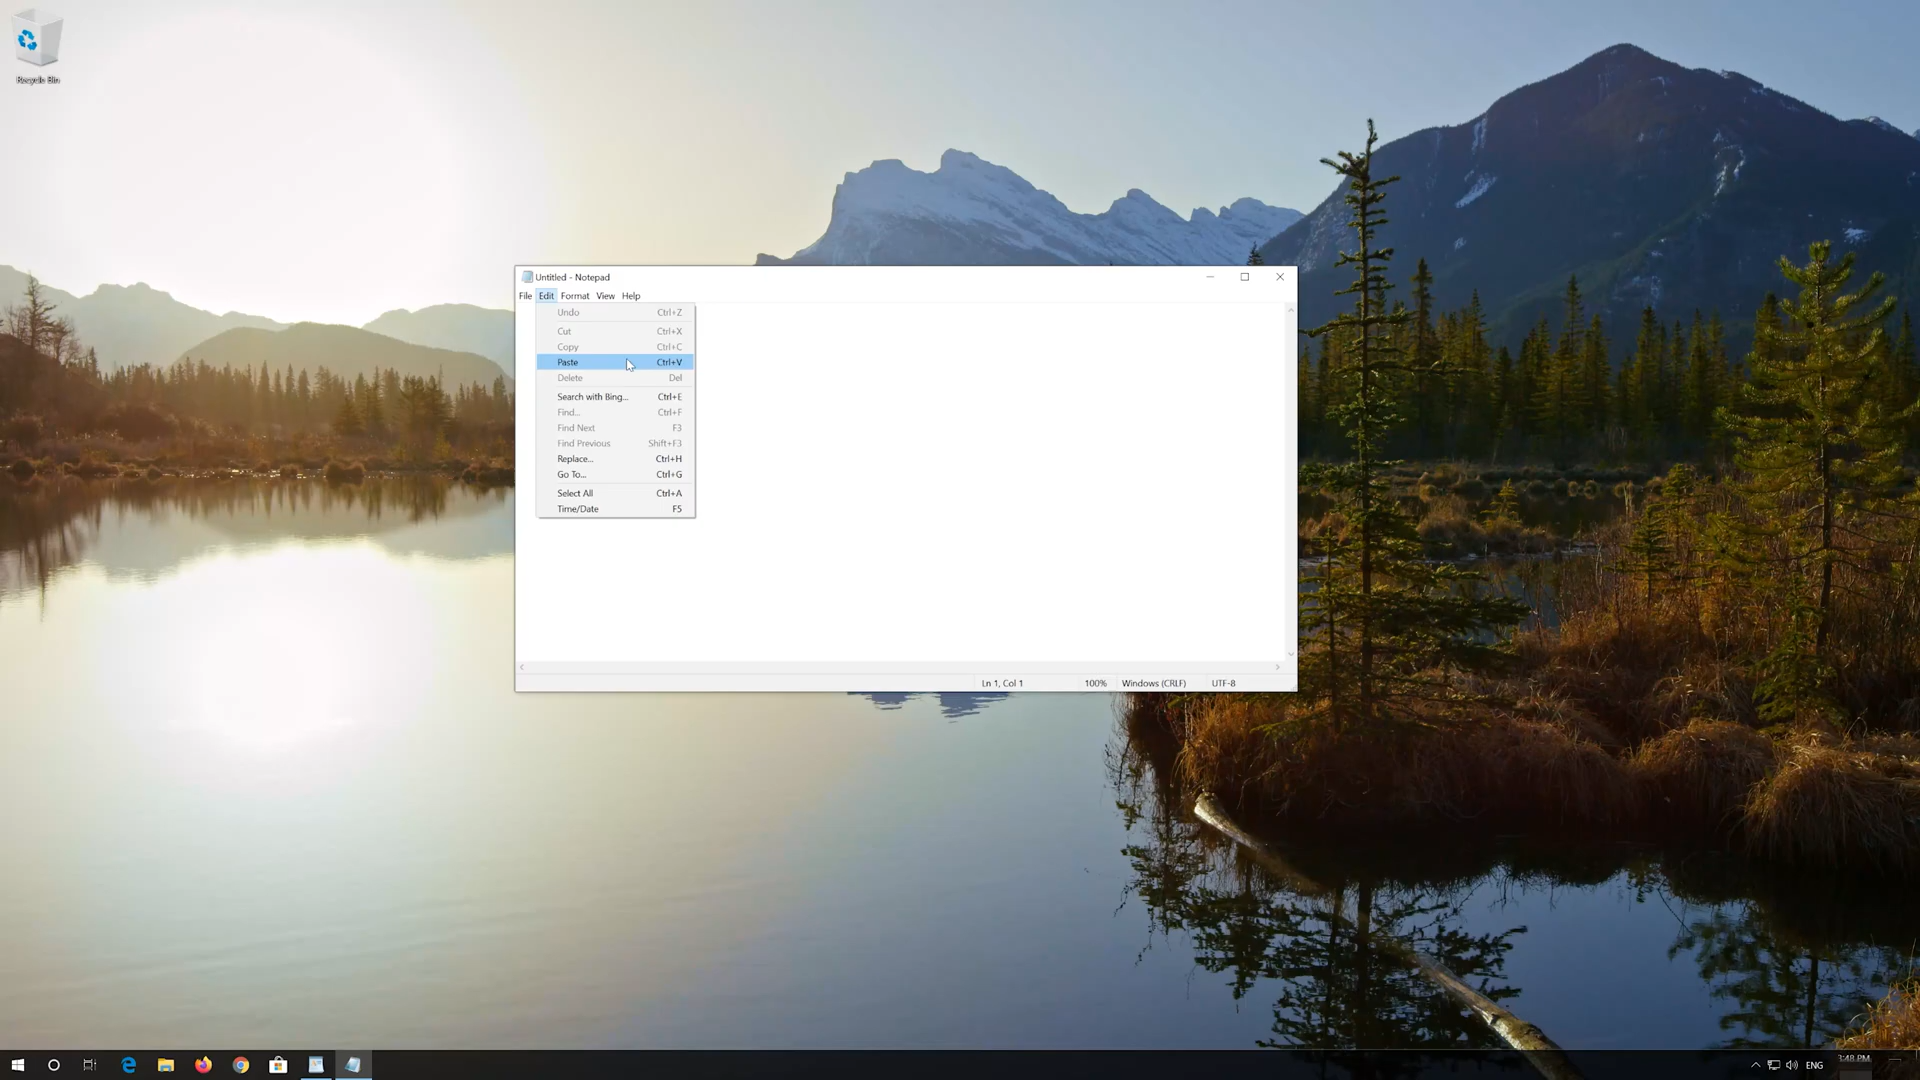 Recycle Bin
Untitled - Notepad
File Edit Format View Help
Undo Ctrl+Z
Cut Ctrl+X
Copy Ctrl+C
Paste Ctrl+V
Delete Del
Search with Bing... Ctrl+E
Find... Ctrl+F
Find Next F3
Find Previous Shift+F3
Replace... Ctrl+H
Go To... Ctrl+G
Select All Ctrl+A
Time/Date F5
Ln 1, Col 1 100% Windows (CRLF) UTF-8
ENG